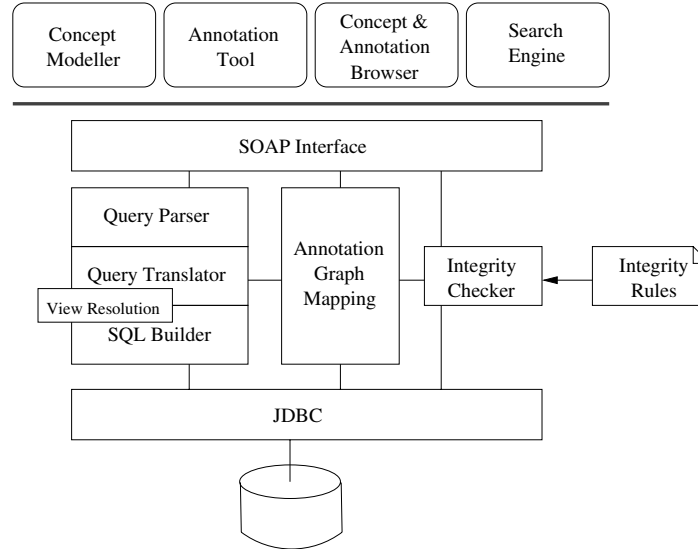 Concept
Modeller
Annotation
Tool
Concept &
Annotation
Browser
Search
Engine
SOAP Interface
Query Parser
Query Translator
View Resolution
SQL Builder
Annotation
Graph
Mapping
Integrity
Checker
Integrity
Rules
JDBC